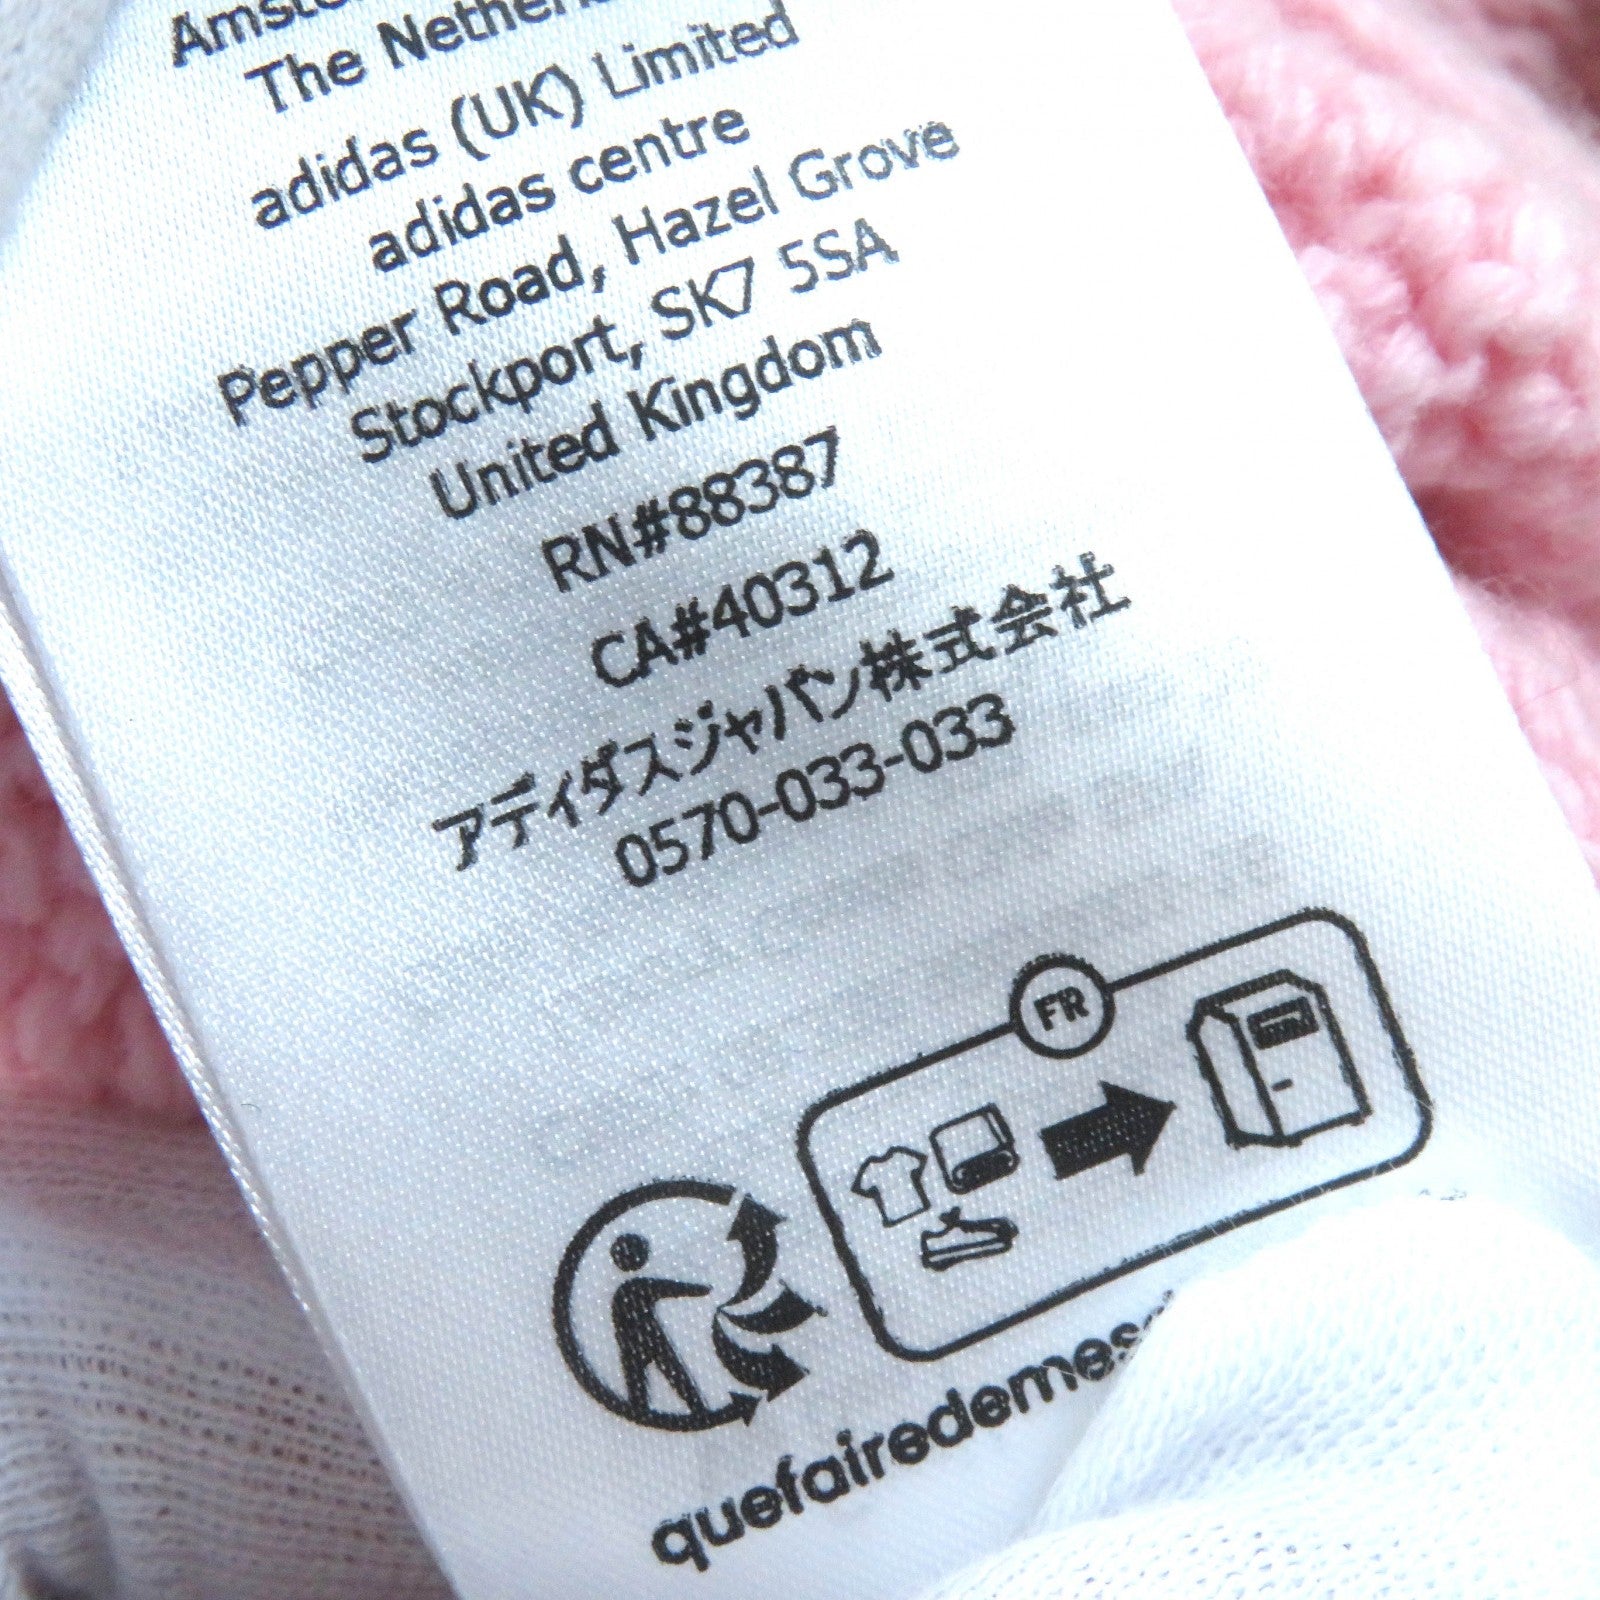 The
adidas (UK) Limited
adidas centre
Pepper Road, Hazel Grove
Stockport, SK7 5SA
United Kingdom
RN#88387
CA#40312
アディダスジャパン株式会社
0570-033-033
FR